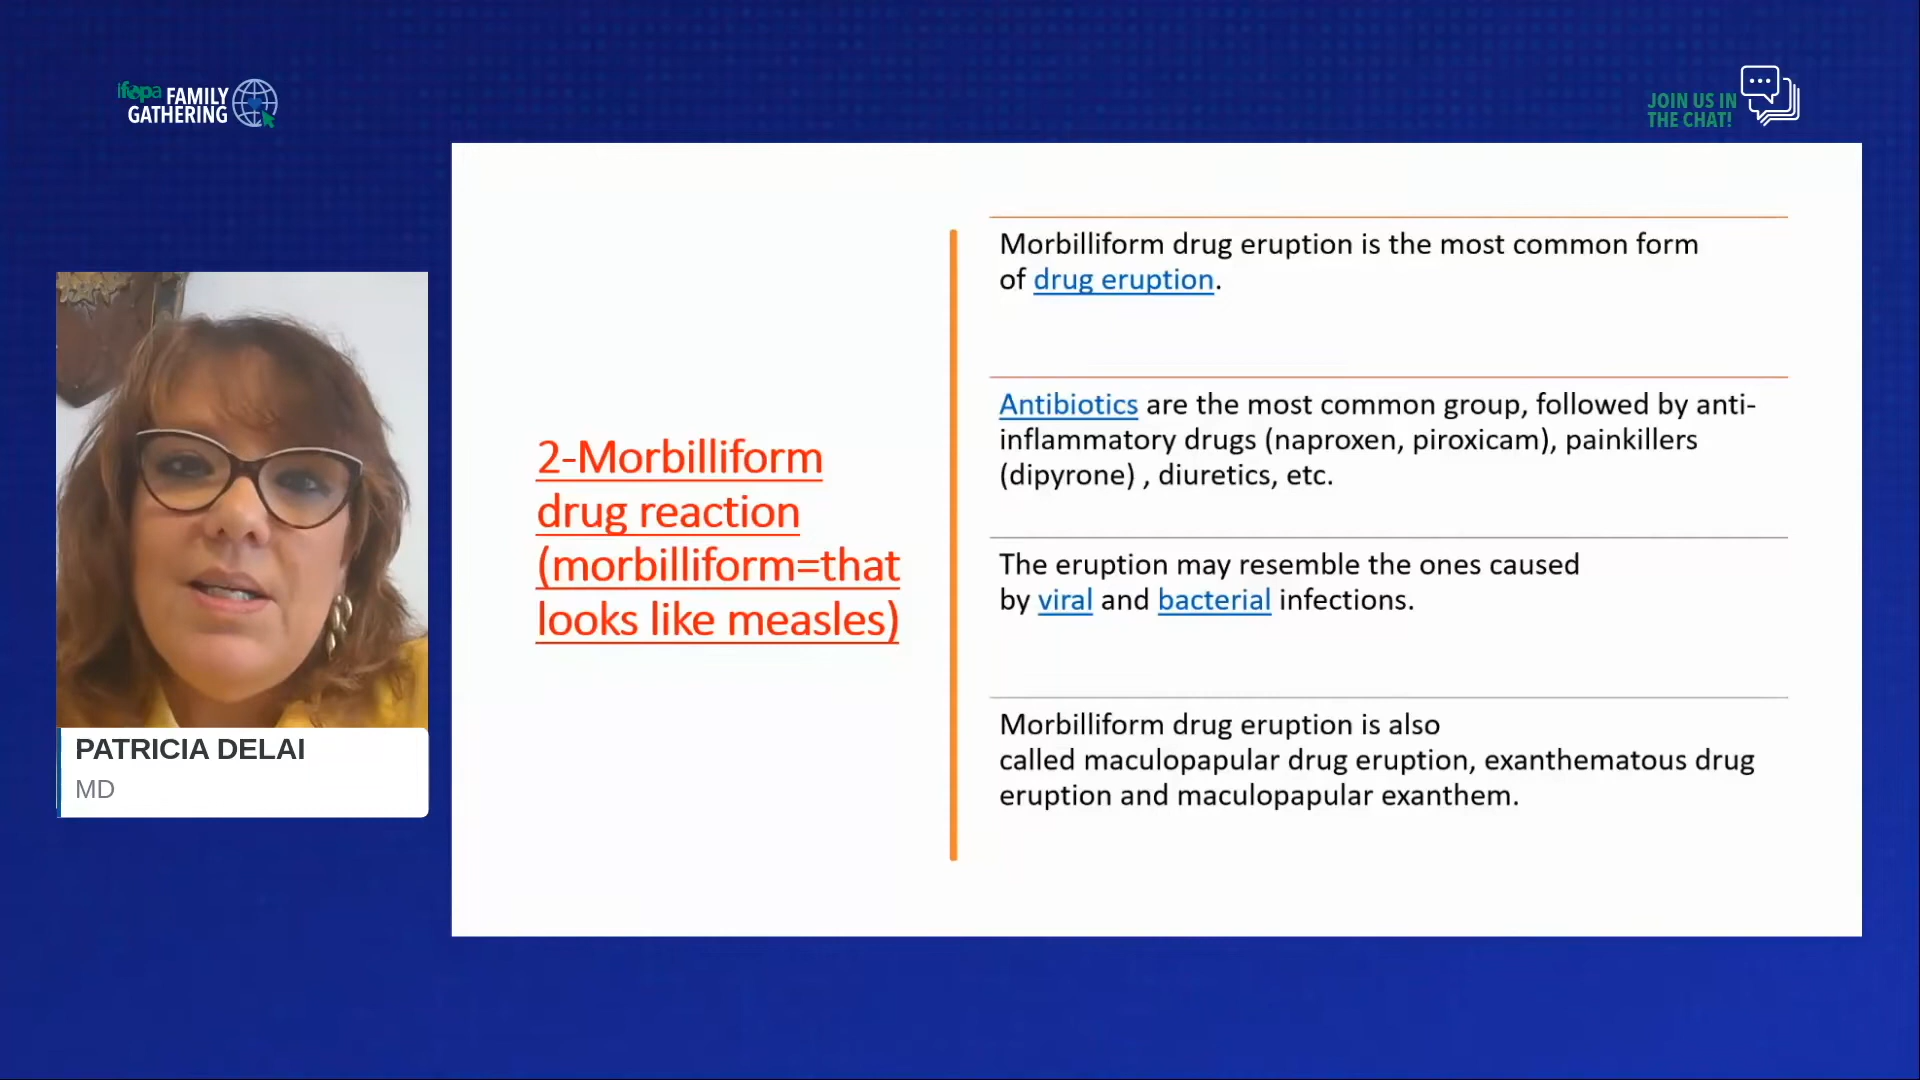 ifopa FAMILY
GATHERING
JOIN US IN
THE CHAT!
2-Morbilliform
drug reaction
(morbilliform=that
looks like measles)
Morbilliform drug eruption is the most common form
of drug eruption.
Antibiotics are the most common group, followed by anti-
inflammatory drugs (naproxen, piroxicam), painkillers
(dipyrone) , diuretics, etc.
The eruption may resemble the ones caused
by viral and bacterial infections.
Morbilliform drug eruption is also
called maculopapular drug eruption, exanthematous drug
eruption and maculopapular exanthem.
PATRICIA DELAI
MD